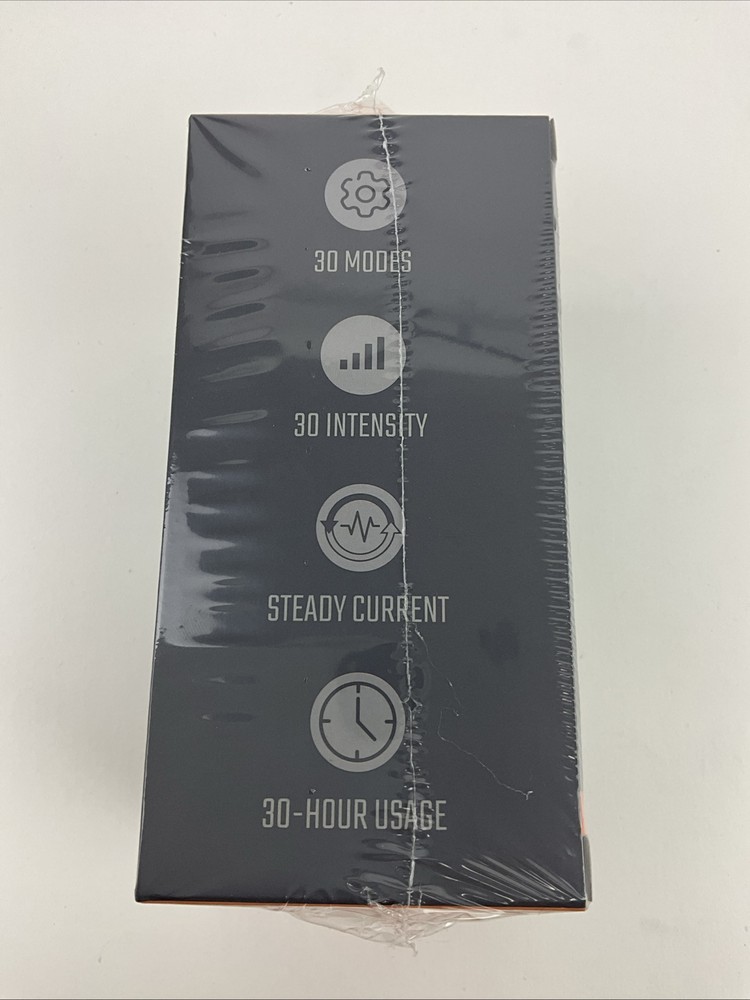 30 MODES
30 INTENSITY
STEADY CURRENT
30-HOUR USAGE